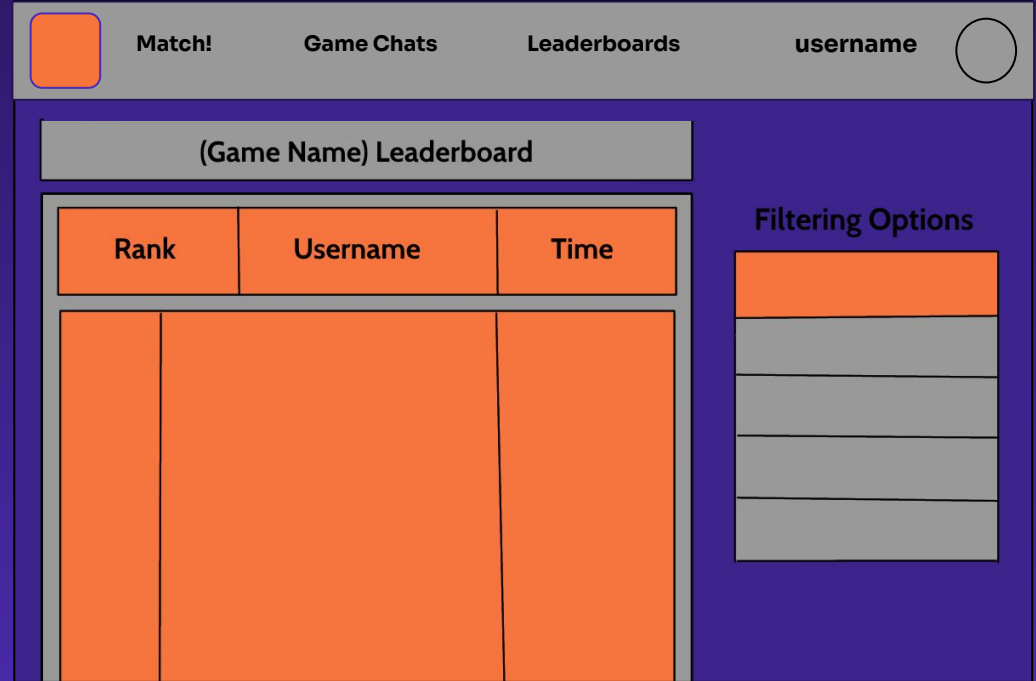 Match! Game Chats Leaderboards username
(Game Name) Leaderboard
Filtering Options
Rank Username Time